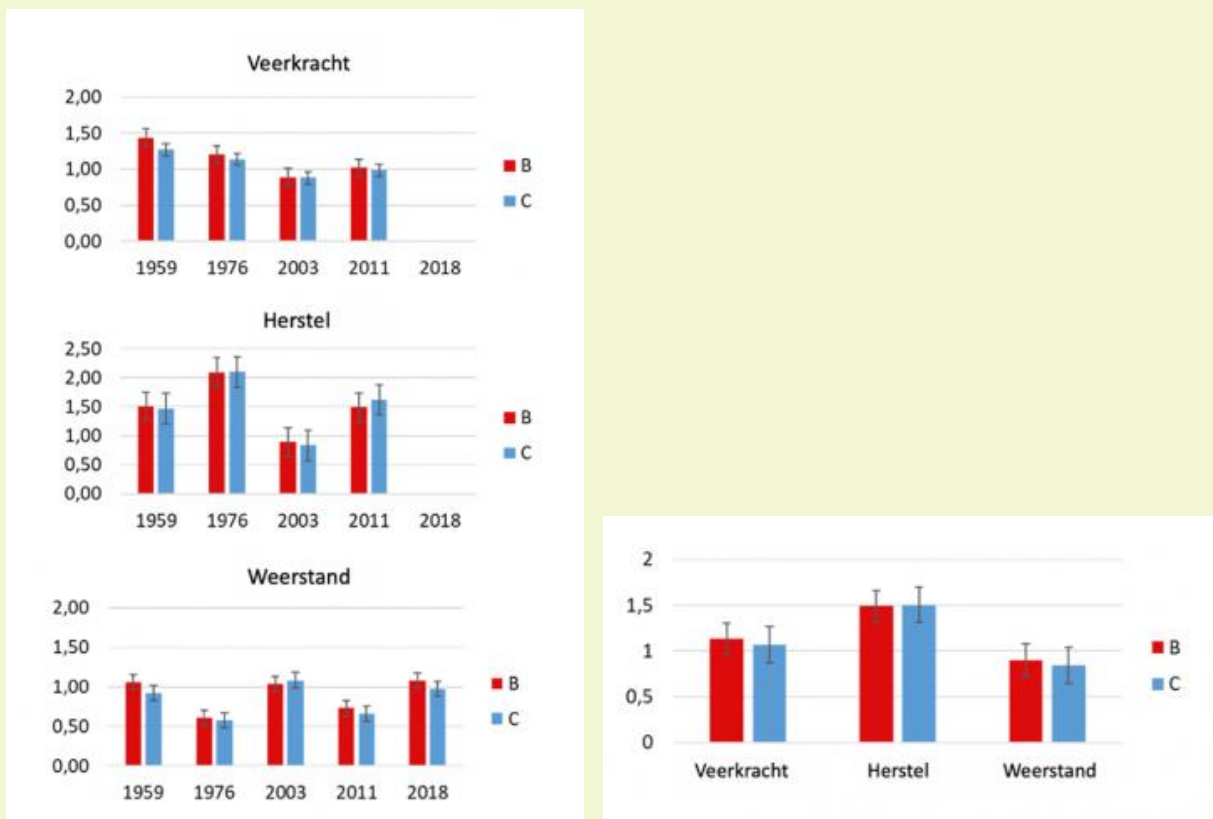 Veerkracht
2,00
1,50
1,00
0,50
0,00
1959 1976 2003 2011 2018
B
C
Herstel
2,50
2,00
1,50
1,00
0,50
0,00
1959 1976 2003 2011 2018
B
C
Weerstand
2,00
1,50
1,00
0,50
0,00
1959 1976 2003 2011 2018
B
C
2
1,5
1
0,5
0
Veerkracht Herstel Weerstand
B
C